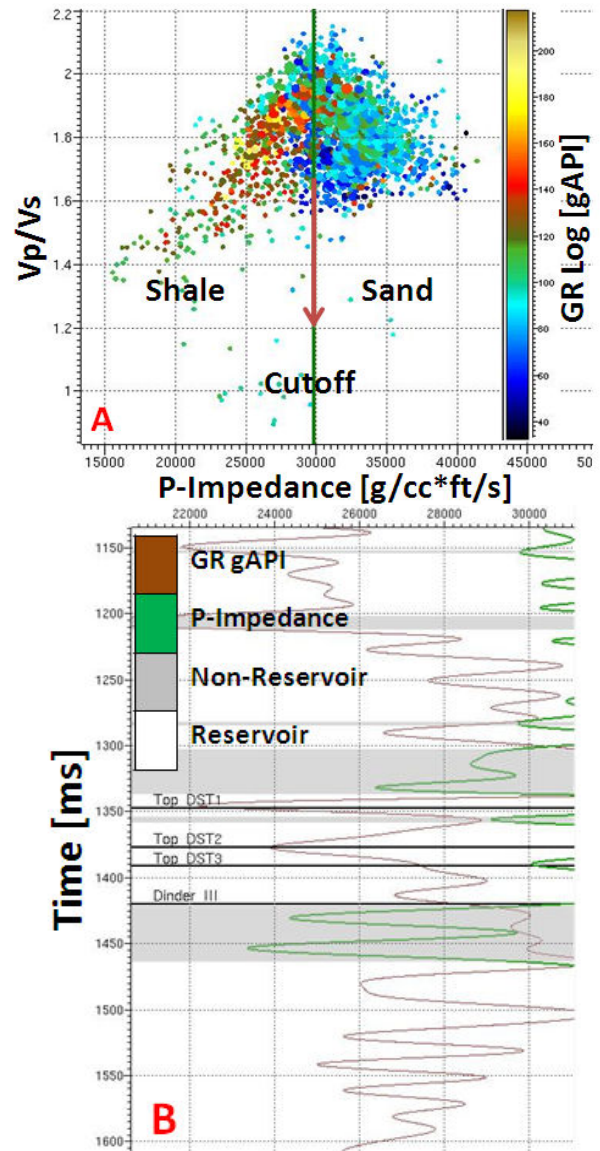 2.2
2
1.8
1.6
1.4
1.2
1
Vp/Vs
Shale
Sand
Cutoff
A
200
180
160
140
120
100
80
60
40
GR Log [gAPI]
15000 20000 25000 30000 35000 40000 45000 50
P-Impedance [g/cc*ft/s]
22000 24000 26000 28000 30000
1150
1200
1250
1300
1350
1400
1450
1500
1550
1600
Time [ms]
GR gAPI
P-Impedance
Non-Reservoir
Reservoir
Top DST1
Top DST2
Top DST3
Dinder III
B